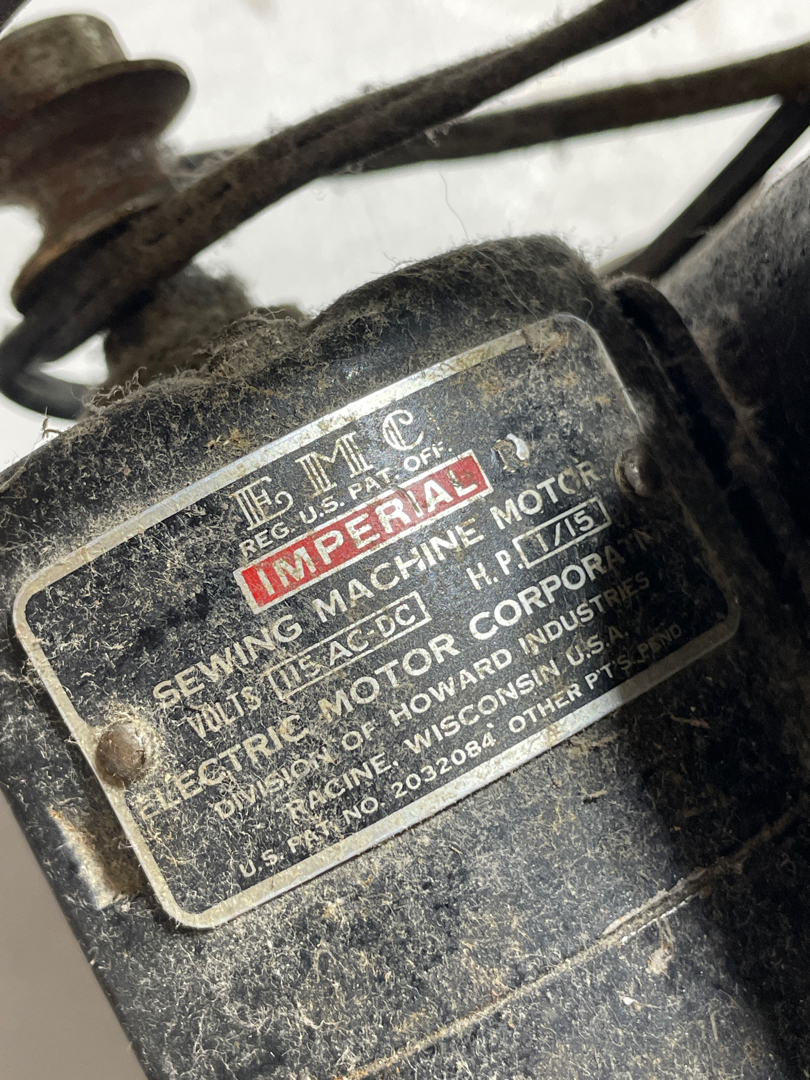 EMC
REG. U.S. PAT. OFF.
IMPERIAL R
SEWING MACHINE MOTOR
VOLTS 115 AC-DC H.P. 1/15
ELECTRIC MOTOR CORPORATI
DIVISION OF HOWARD INDUSTRIES
RACINE, WISCONSIN U.S.A.
U.S. PAT. NO. 2032084 OTHER PT'S. PEND